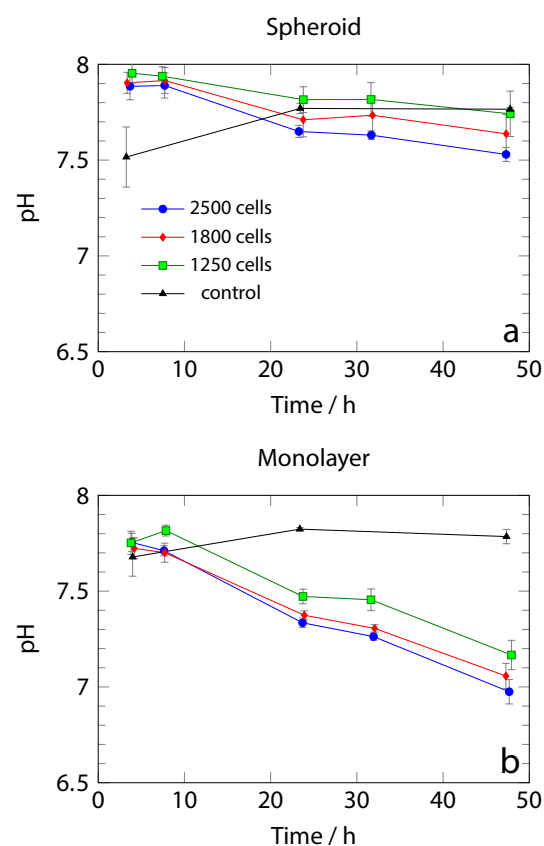 Spheroid
8
7.5
7
6.5
pH
2500 cells
1800 cells
1250 cells
control
a
0 10 20 30 40 50
Time / h
Monolayer
8
7.5
7
6.5
pH
b
0 10 20 30 40 50
Time / h